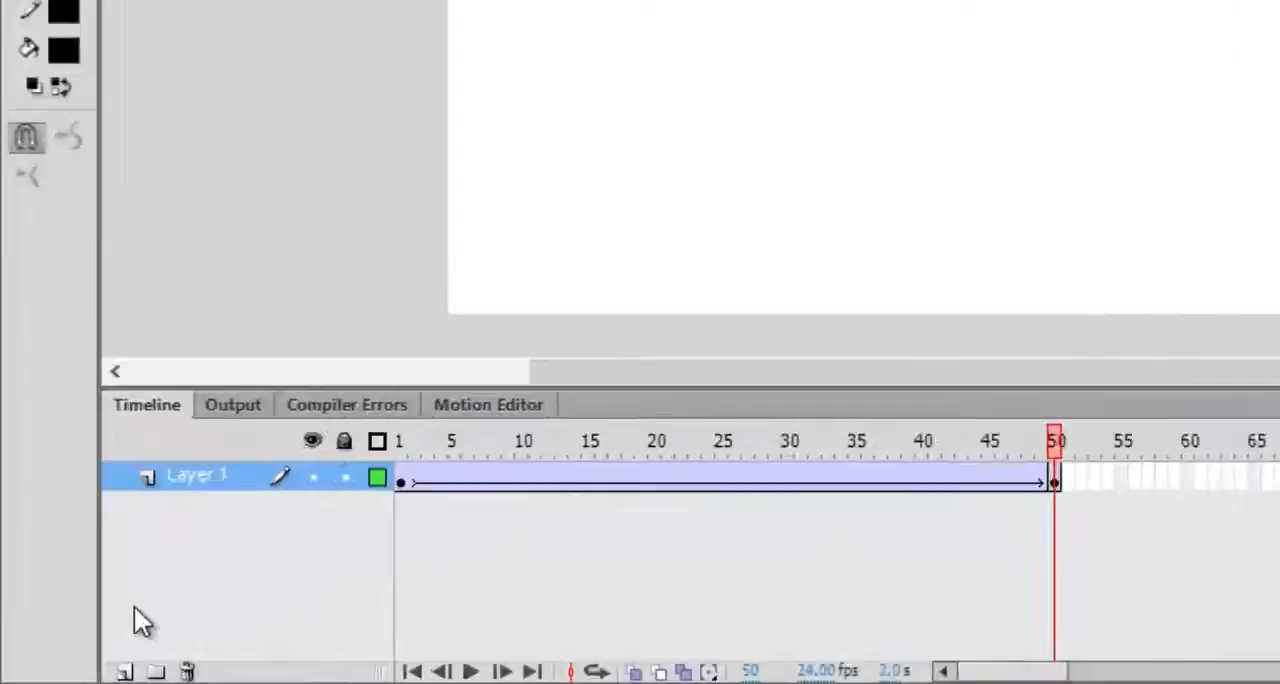 Timeline Output Compiler Errors Motion Editor
1 5 10 15 20 25 30 35 40 45 50 55 60 65
Layer 1
50 24.00 fps 2.0 s